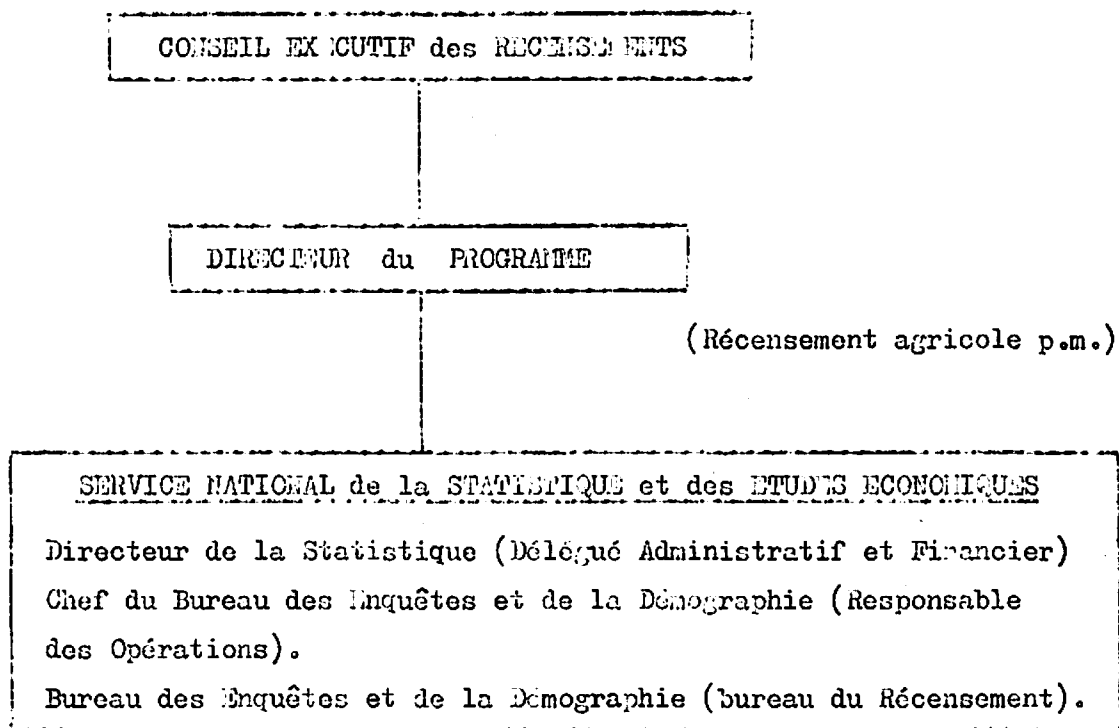 CONSEIL EXECUTIF des RECENSEMENTS
DIRECTEUR du PROGRAMME
(Récensement agricole p.m.)
SERVICE NATIONAL de la STATISTIQUE et des ETUDES ECONOMIQUES
Directeur de la Statistique (Délégué Administratif et Financier)
Chef du Bureau des Enquêtes et de la Démographie (Responsable
des Opérations).
Bureau des Enquêtes et de la Démographie (bureau du Récensement).